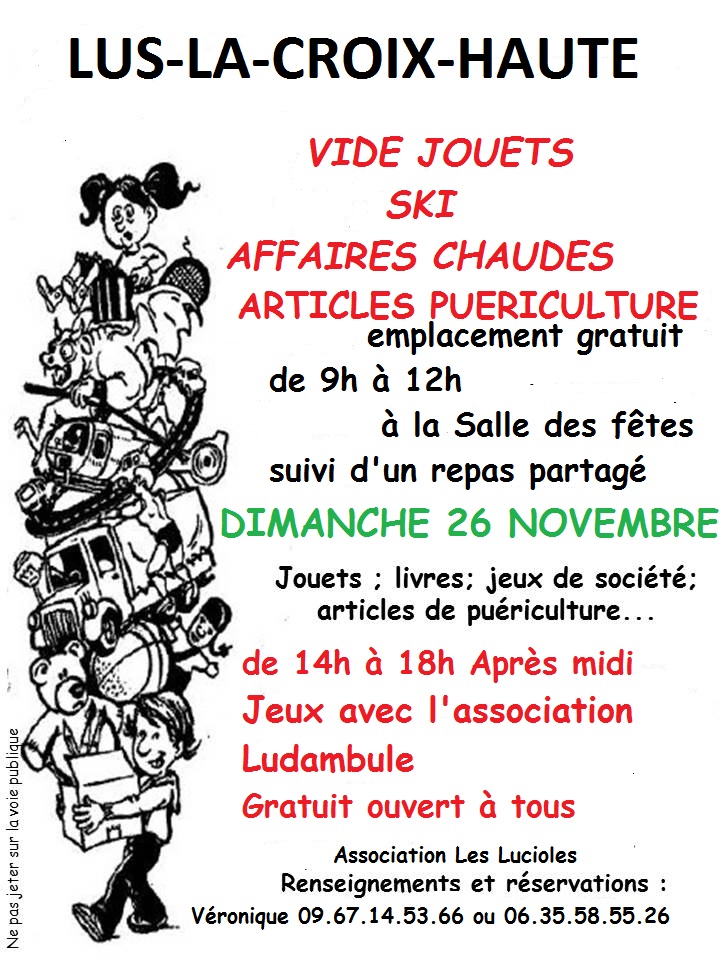 LUS-LA-CROIX-HAUTE
VIDE JOUETS
SKI
AFFAIRES CHAUDES
ARTICLES PUERICULTURE
emplacement gratuit
de 9h à 12h
à la Salle des fêtes
suivi d'un repas partagé
DIMANCHE 26 NOVEMBRE
Jouets ; livres; jeux de société;
articles de puériculture...
de 14h à 18h Après midi
Jeux avec l'association
Ludambule
Gratuit ouvert à tous
Association Les Lucioles
Renseignements et réservations :
Véronique 09.67.14.53.66 ou 06.35.58.55.26
Ne pas jeter sur la voie publique